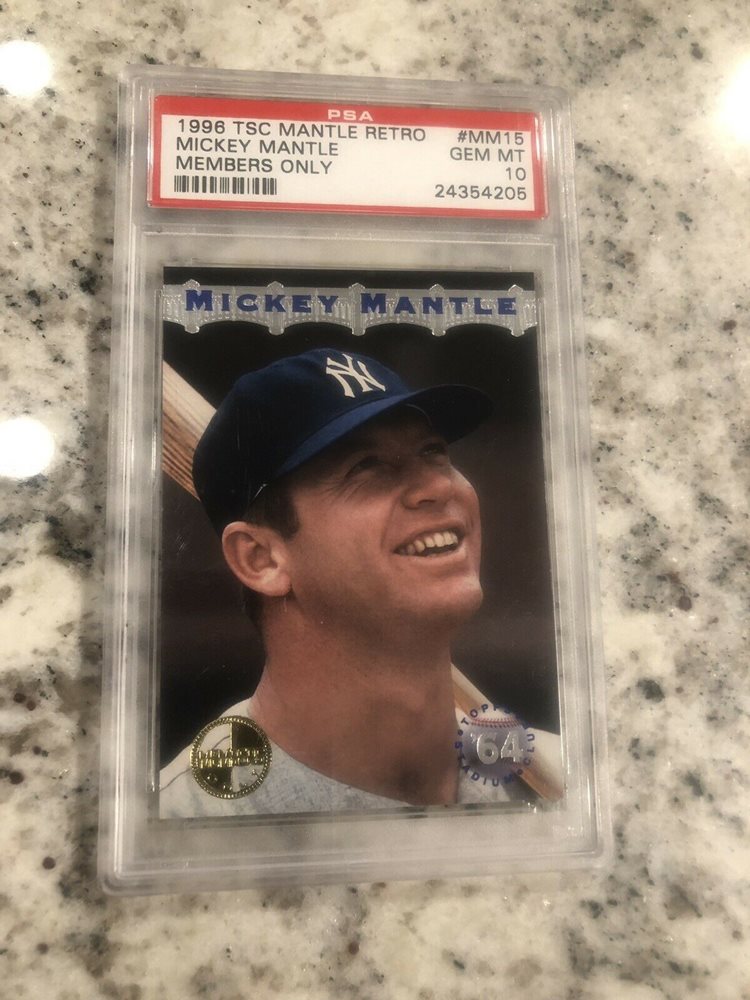 PSA
1996 TSC MANTLE RETRO #MM15
MICKEY MANTLE GEM MT
MEMBERS ONLY 10
24354205
MICKEY MANTLE
NY
TOPPS
STADIUM CLUB
'64
MEMBERS